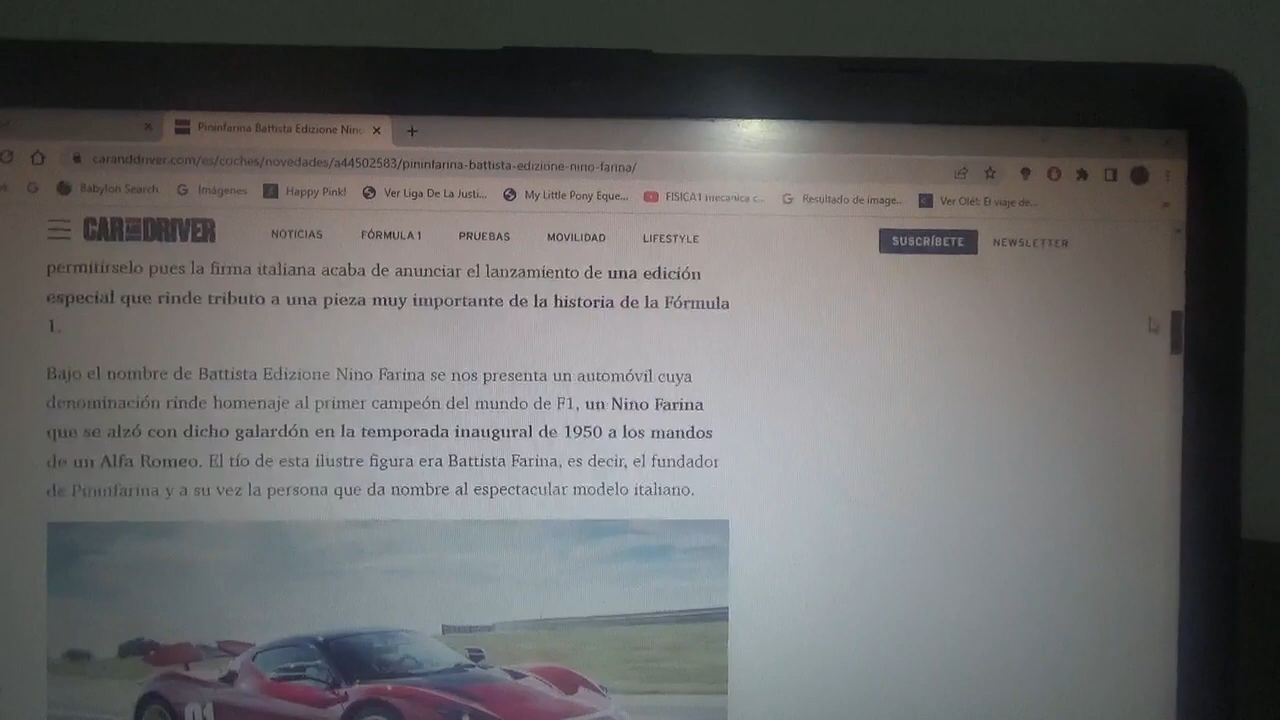 Pininfarina Battista Edizione Nino
caranddriver.com/es/coches/novedades/a44502583/pininfarina-battista-edizione-nino-farina/
Babylon Search
Imágenes
Happy Pink!
Ver Liga De La Justi...
My Little Pony Eque...
FISICA1 mecanica c...
Resultado de image...
Ver Olét: El viaje de...
CAR AND DRIVER
NOTICIAS
FÓRMULA 1
PRUEBAS
MOVILIDAD
LIFESTYLE
SUSCRÍBETE
NEWSLETTER
permitírselo pues la firma italiana acaba de anunciar el lanzamiento de una edición
especial que rinde tributo a una pieza muy importante de la historia de la Fórmula
1.
Bajo el nombre de Battista Edizione Nino Farina se nos presenta un automóvil cuya
denominación rinde homenaje al primer campeón del mundo de F1, un Nino Farina
que se alzó con dicho galardón en la temporada inaugural de 1950 a los mandos
de un Alfa Romeo. El tío de esta ilustre figura era Battista Farina, es decir, el fundador
de Pininfarina y a su vez la persona que da nombre al espectacular modelo italiano.
01